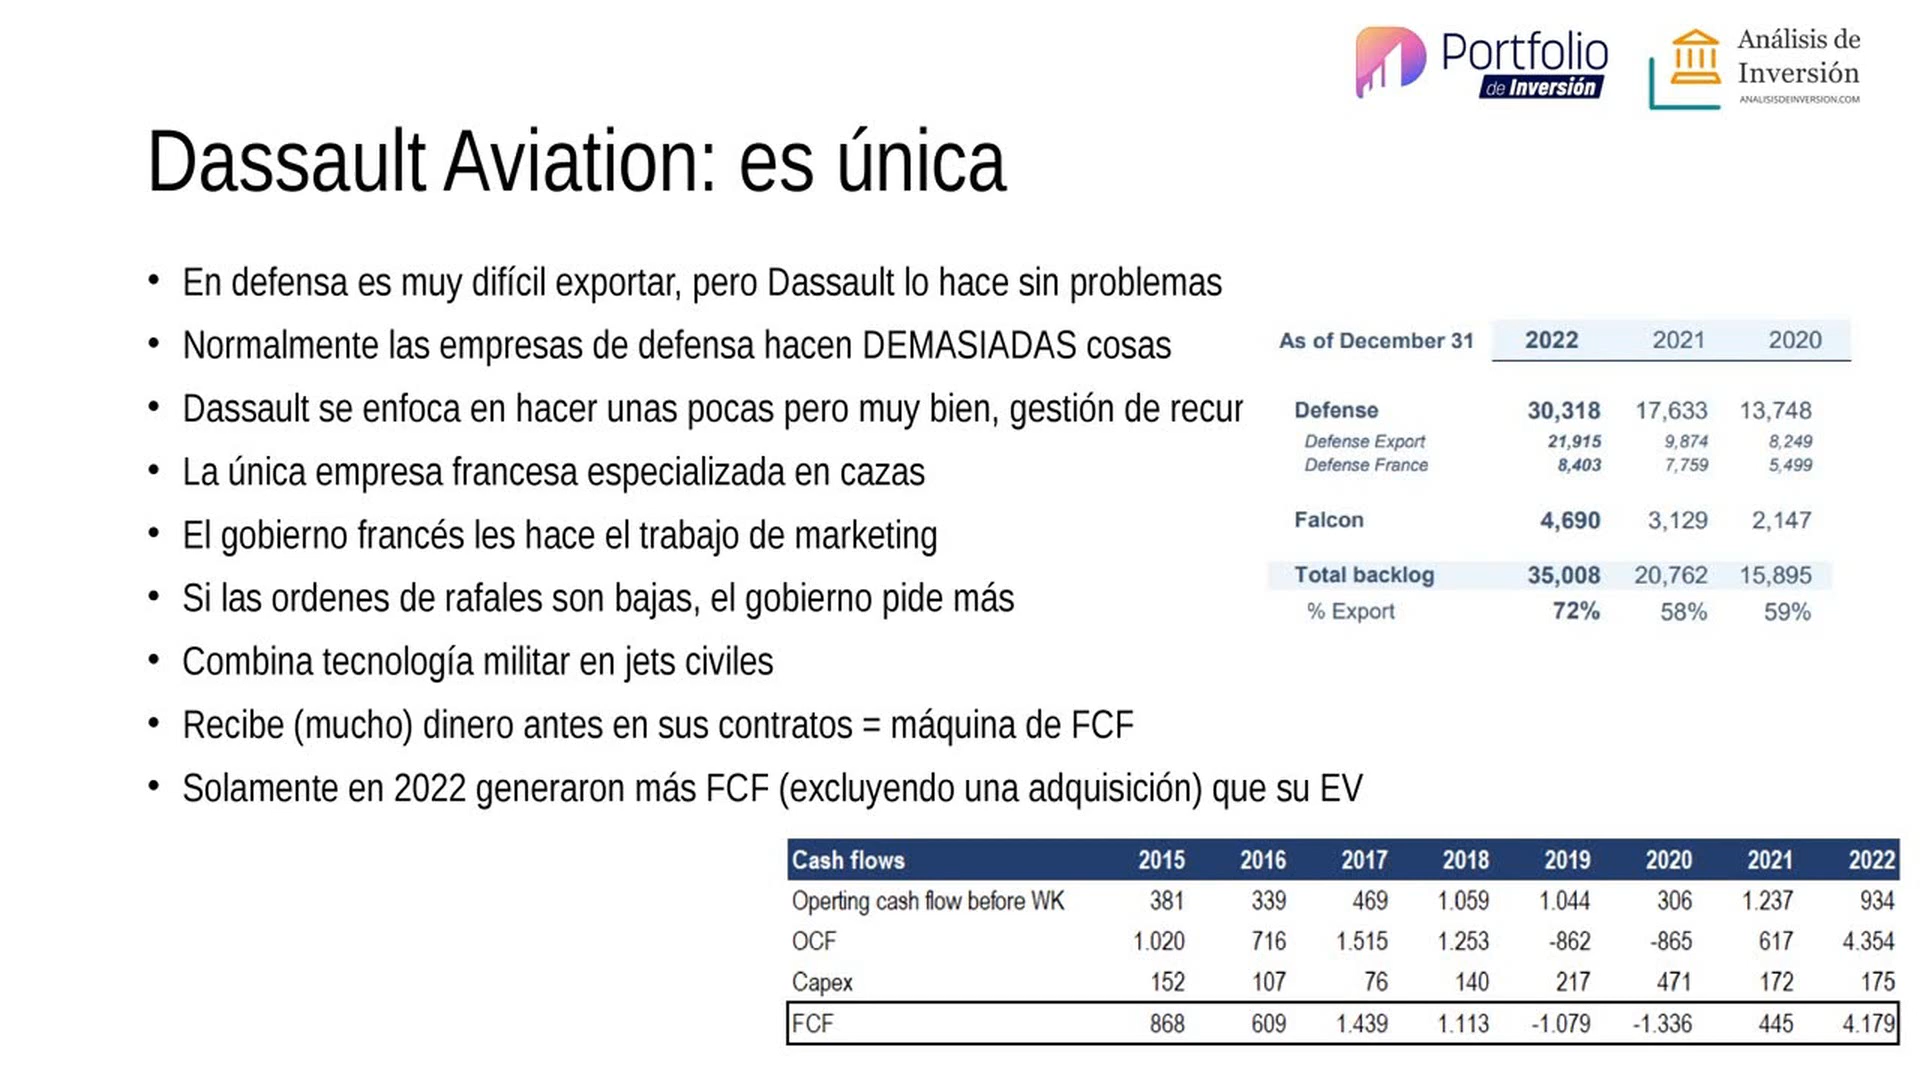 Portfolio
de Inversión
Análisis de
Inversión
ANALISISDEINVERSION.COM
Dassault Aviation: es única
• En defensa es muy difícil exportar, pero Dassault lo hace sin problemas
• Normalmente las empresas de defensa hacen DEMASIADAS cosas
• Dassault se enfoca en hacer unas pocas pero muy bien, gestión de recur
• La única empresa francesa especializada en cazas
• El gobierno francés les hace el trabajo de marketing
• Si las ordenes de rafales son bajas, el gobierno pide más
• Combina tecnología militar en jets civiles
• Recibe (mucho) dinero antes en sus contratos = máquina de FCF
• Solamente en 2022 generaron más FCF (excluyendo una adquisición) que su EV
As of December 31 2022 2021 2020
Defense 30,318 17,633 13,748
Defense Export 21,915 9,874 8,249
Defense France 8,403 7,759 5,499
Falcon 4,690 3,129 2,147
Total backlog 35,008 20,762 15,895
% Export 72% 58% 59%
Cash flows 2015 2016 2017 2018 2019 2020 2021 2022
Operting cash flow before WK 381 339 469 1.059 1.044 306 1.237 934
OCF 1.020 716 1.515 1.253 -862 -865 617 4.354
Capex 152 107 76 140 217 471 172 175
FCF 868 609 1.439 1.113 -1.079 -1.336 445 4.179